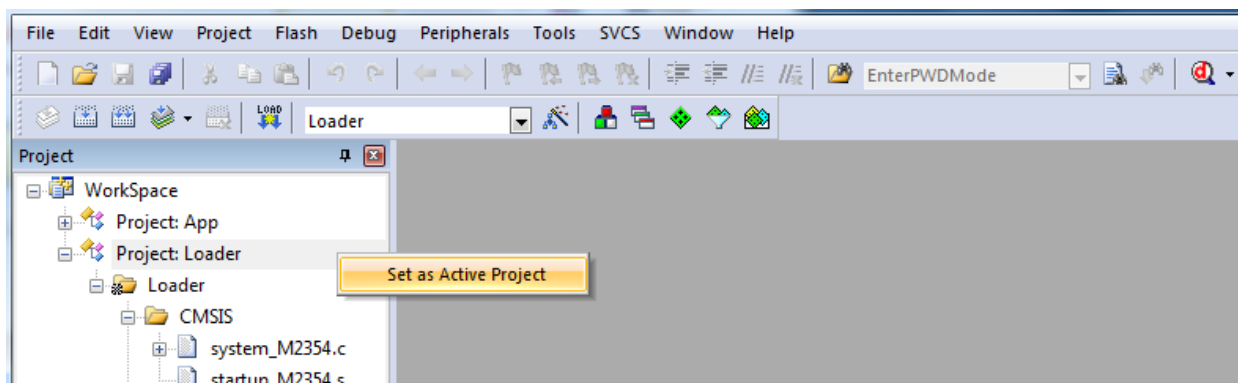 File Edit View Project Flash Debug Peripherals Tools SVCS Window Help
EnterPWDMode
LOAD Loader
Project
WorkSpace
Project: App
Project: Loader
Set as Active Project
Loader
CMSIS
system_M2354.c
startup_M2354.s